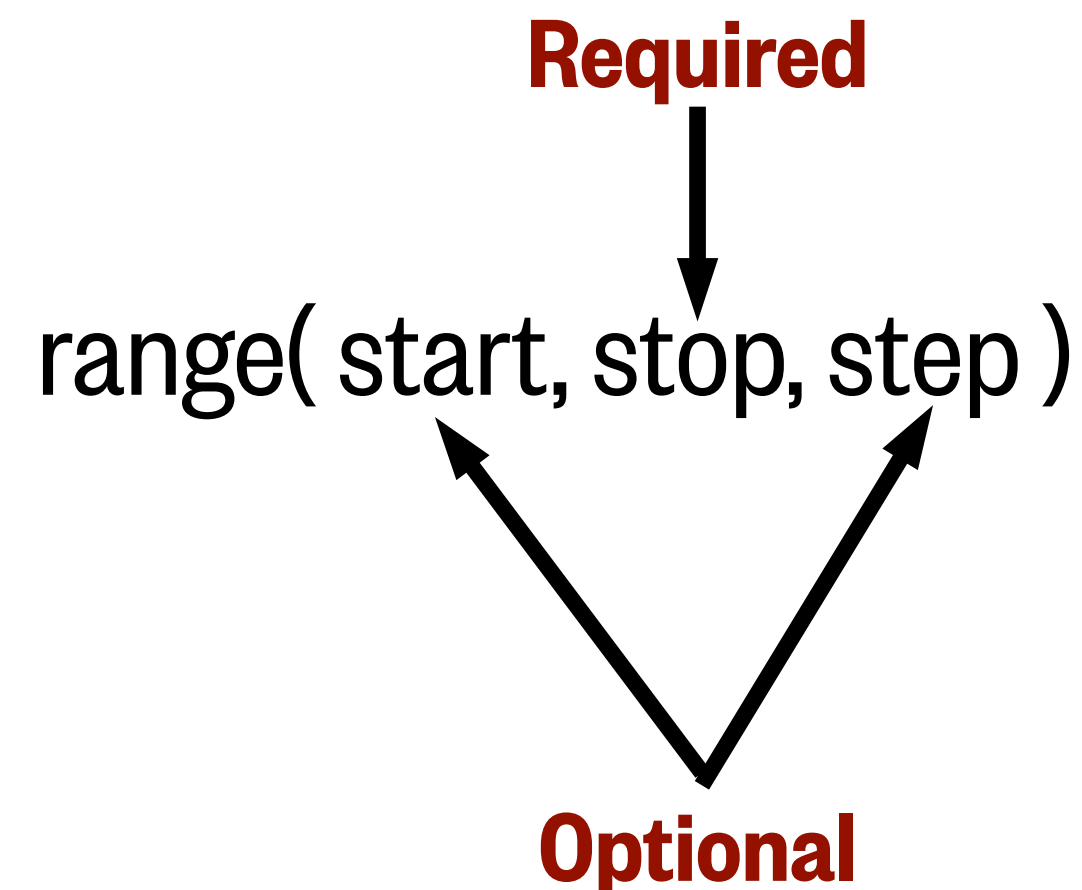 Required
range( start, stop, step )
Optional